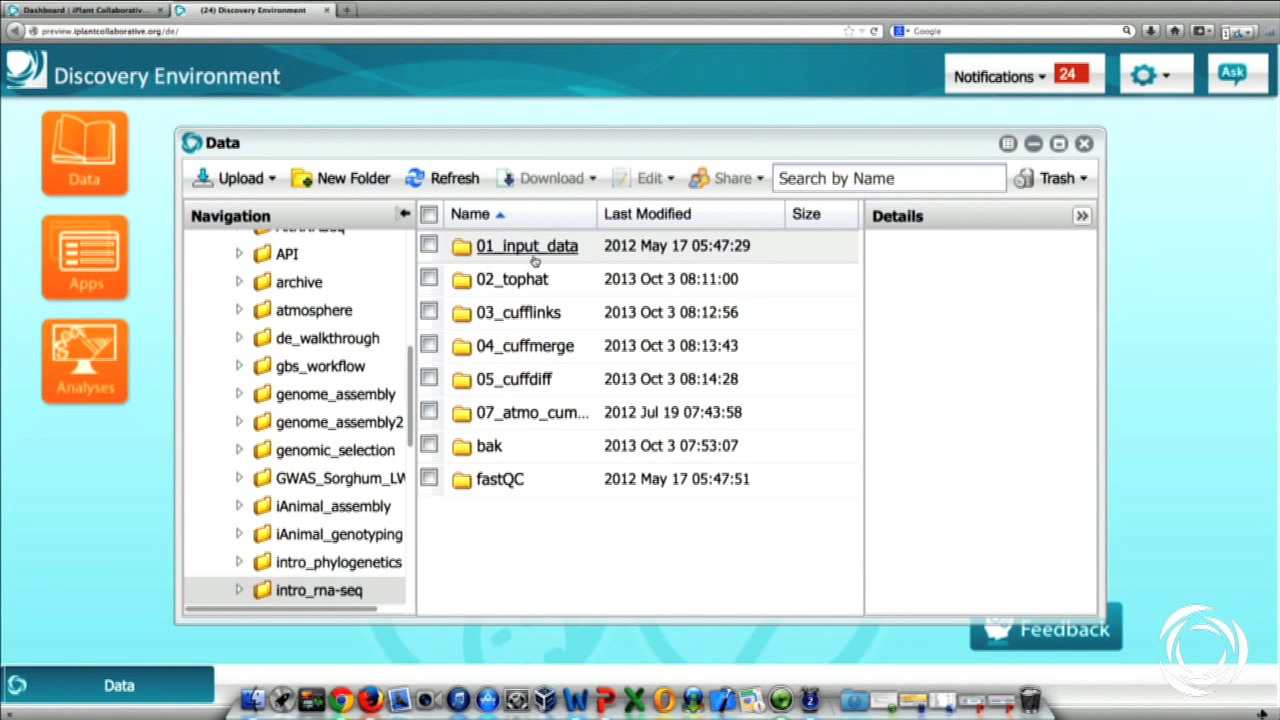 Dashboard | iPlant Collaborativ...
(24) Discovery Environment
preview.iplantcollaborative.org/de/
Google
Discovery Environment
Notifications
24
Ask
Data
Apps
Analyses
Data
Upload
New Folder
Refresh
Download
Edit
Share
Search by Name
Trash
Navigation
Name
Last Modified
Size
Details
API
archive
atmosphere
de_walkthrough
gbs_workflow
genome_assembly
genome_assembly2
genomic_selection
GWAS_Sorghum_LW
iAnimal_assembly
iAnimal_genotyping
intro_phylogenetics
intro_rna-seq
01_input_data 2012 May 17 05:47:29
02_tophat 2013 Oct 3 08:11:00
03_cufflinks 2013 Oct 3 08:12:56
04_cuffmerge 2013 Oct 3 08:13:43
05_cuffdiff 2013 Oct 3 08:14:28
07_atmo_cum... 2012 Jul 19 07:43:58
bak 2013 Oct 3 07:53:07
fastQC 2012 May 17 05:47:51
Feedback
Data